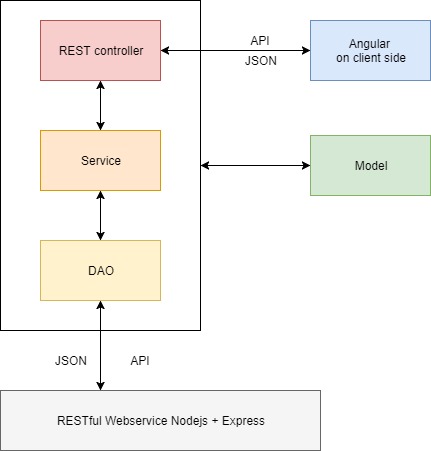 REST controller
API
JSON
Angular
on client side
Service
Model
DAO
JSON API
RESTful Webservice Nodejs + Express